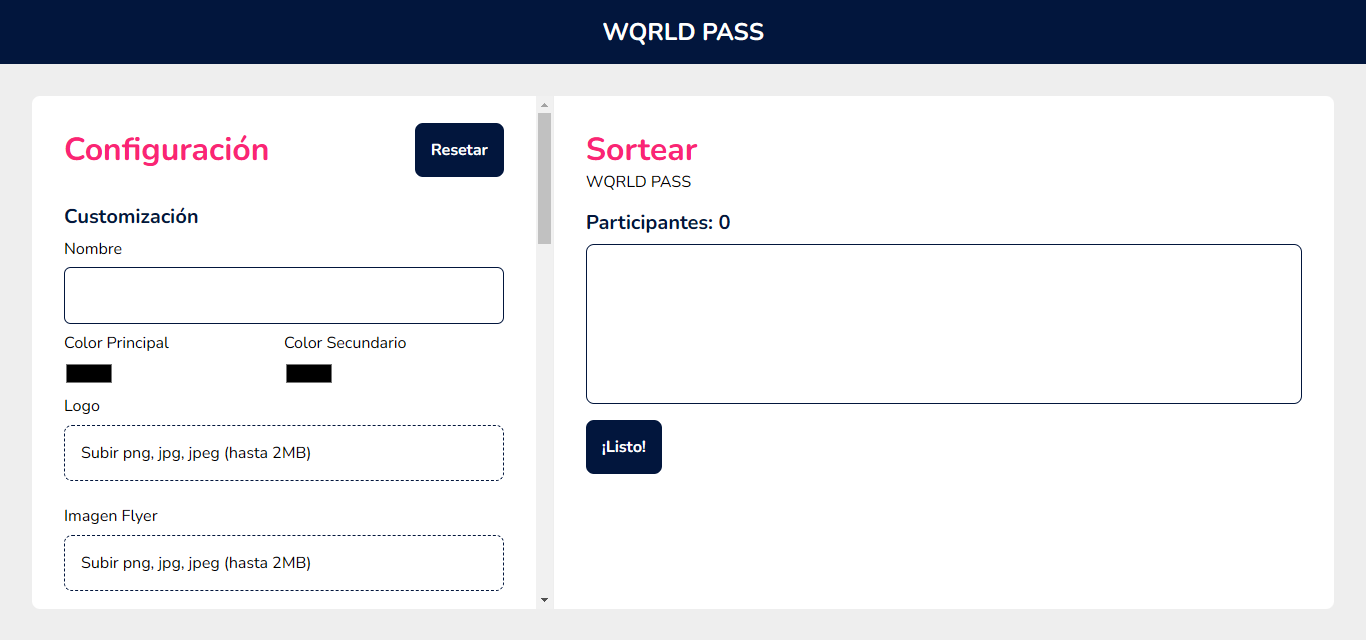 WQRLD PASS
Configuración
Resetar
Customización
Nombre
Color Principal
Color Secundario
Logo
Subir png, jpg, jpeg (hasta 2MB)
Imagen Flyer
Subir png, jpg, jpeg (hasta 2MB)
Sortear
WQRLD PASS
Participantes: 0
¡Listo!